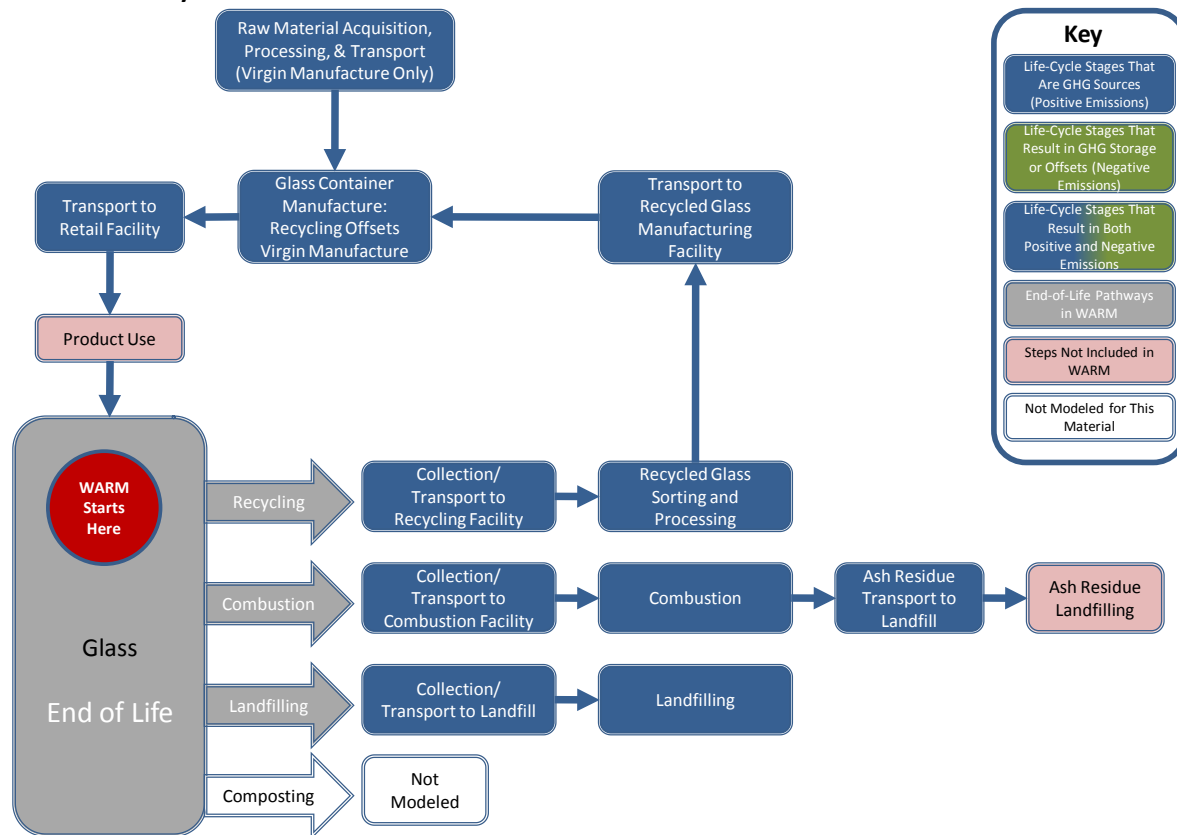 Raw Material Acquisition,
Processing, & Transport
(Virgin Manufacture Only)
Glass Container
Manufacture:
Recycling Offsets
Virgin Manufacture
Transport to
Recycled Glass
Manufacturing
Facility
Transport to
Retail Facility
Product Use
WARM
Starts
Here
Glass
End of Life
Recycling
Collection/
Transport to
Recycling Facility
Recycled Glass
Sorting and
Processing
Combustion
Collection/
Transport to
Combustion Facility
Combustion
Ash Residue
Transport to
Landfill
Ash Residue
Landfilling
Landfilling
Collection/
Transport to Landfill
Landfilling
Composting
Not
Modeled
Key
Life-Cycle Stages That
Are GHG Sources
(Positive Emissions)
Life-Cycle Stages That
Result in GHG Storage
or Offsets (Negative
Emissions)
Life-Cycle Stages That
Result in Both
Positive and Negative
Emissions
End-of-Life Pathways
in WARM
Steps Not Included in
WARM
Not Modeled for This
Material